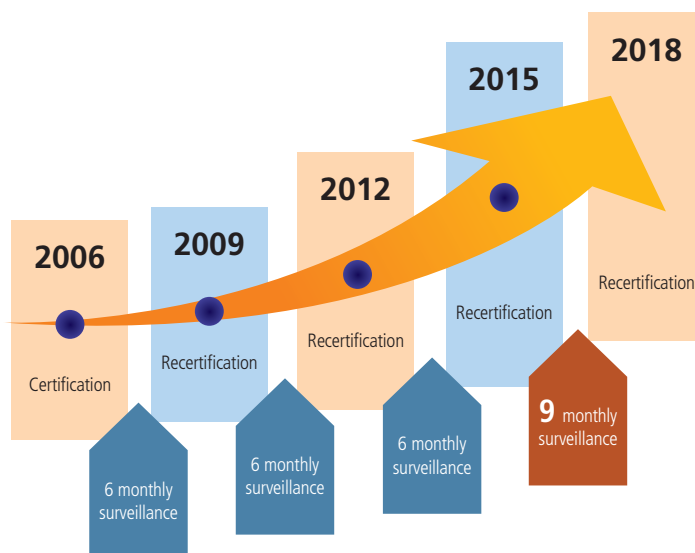 2006
Certification
2009
Recertification
2012
Recertification
2015
Recertification
2018
Recertification
6 monthly
surveillance
6 monthly
surveillance
6 monthly
surveillance
9 monthly
surveillance